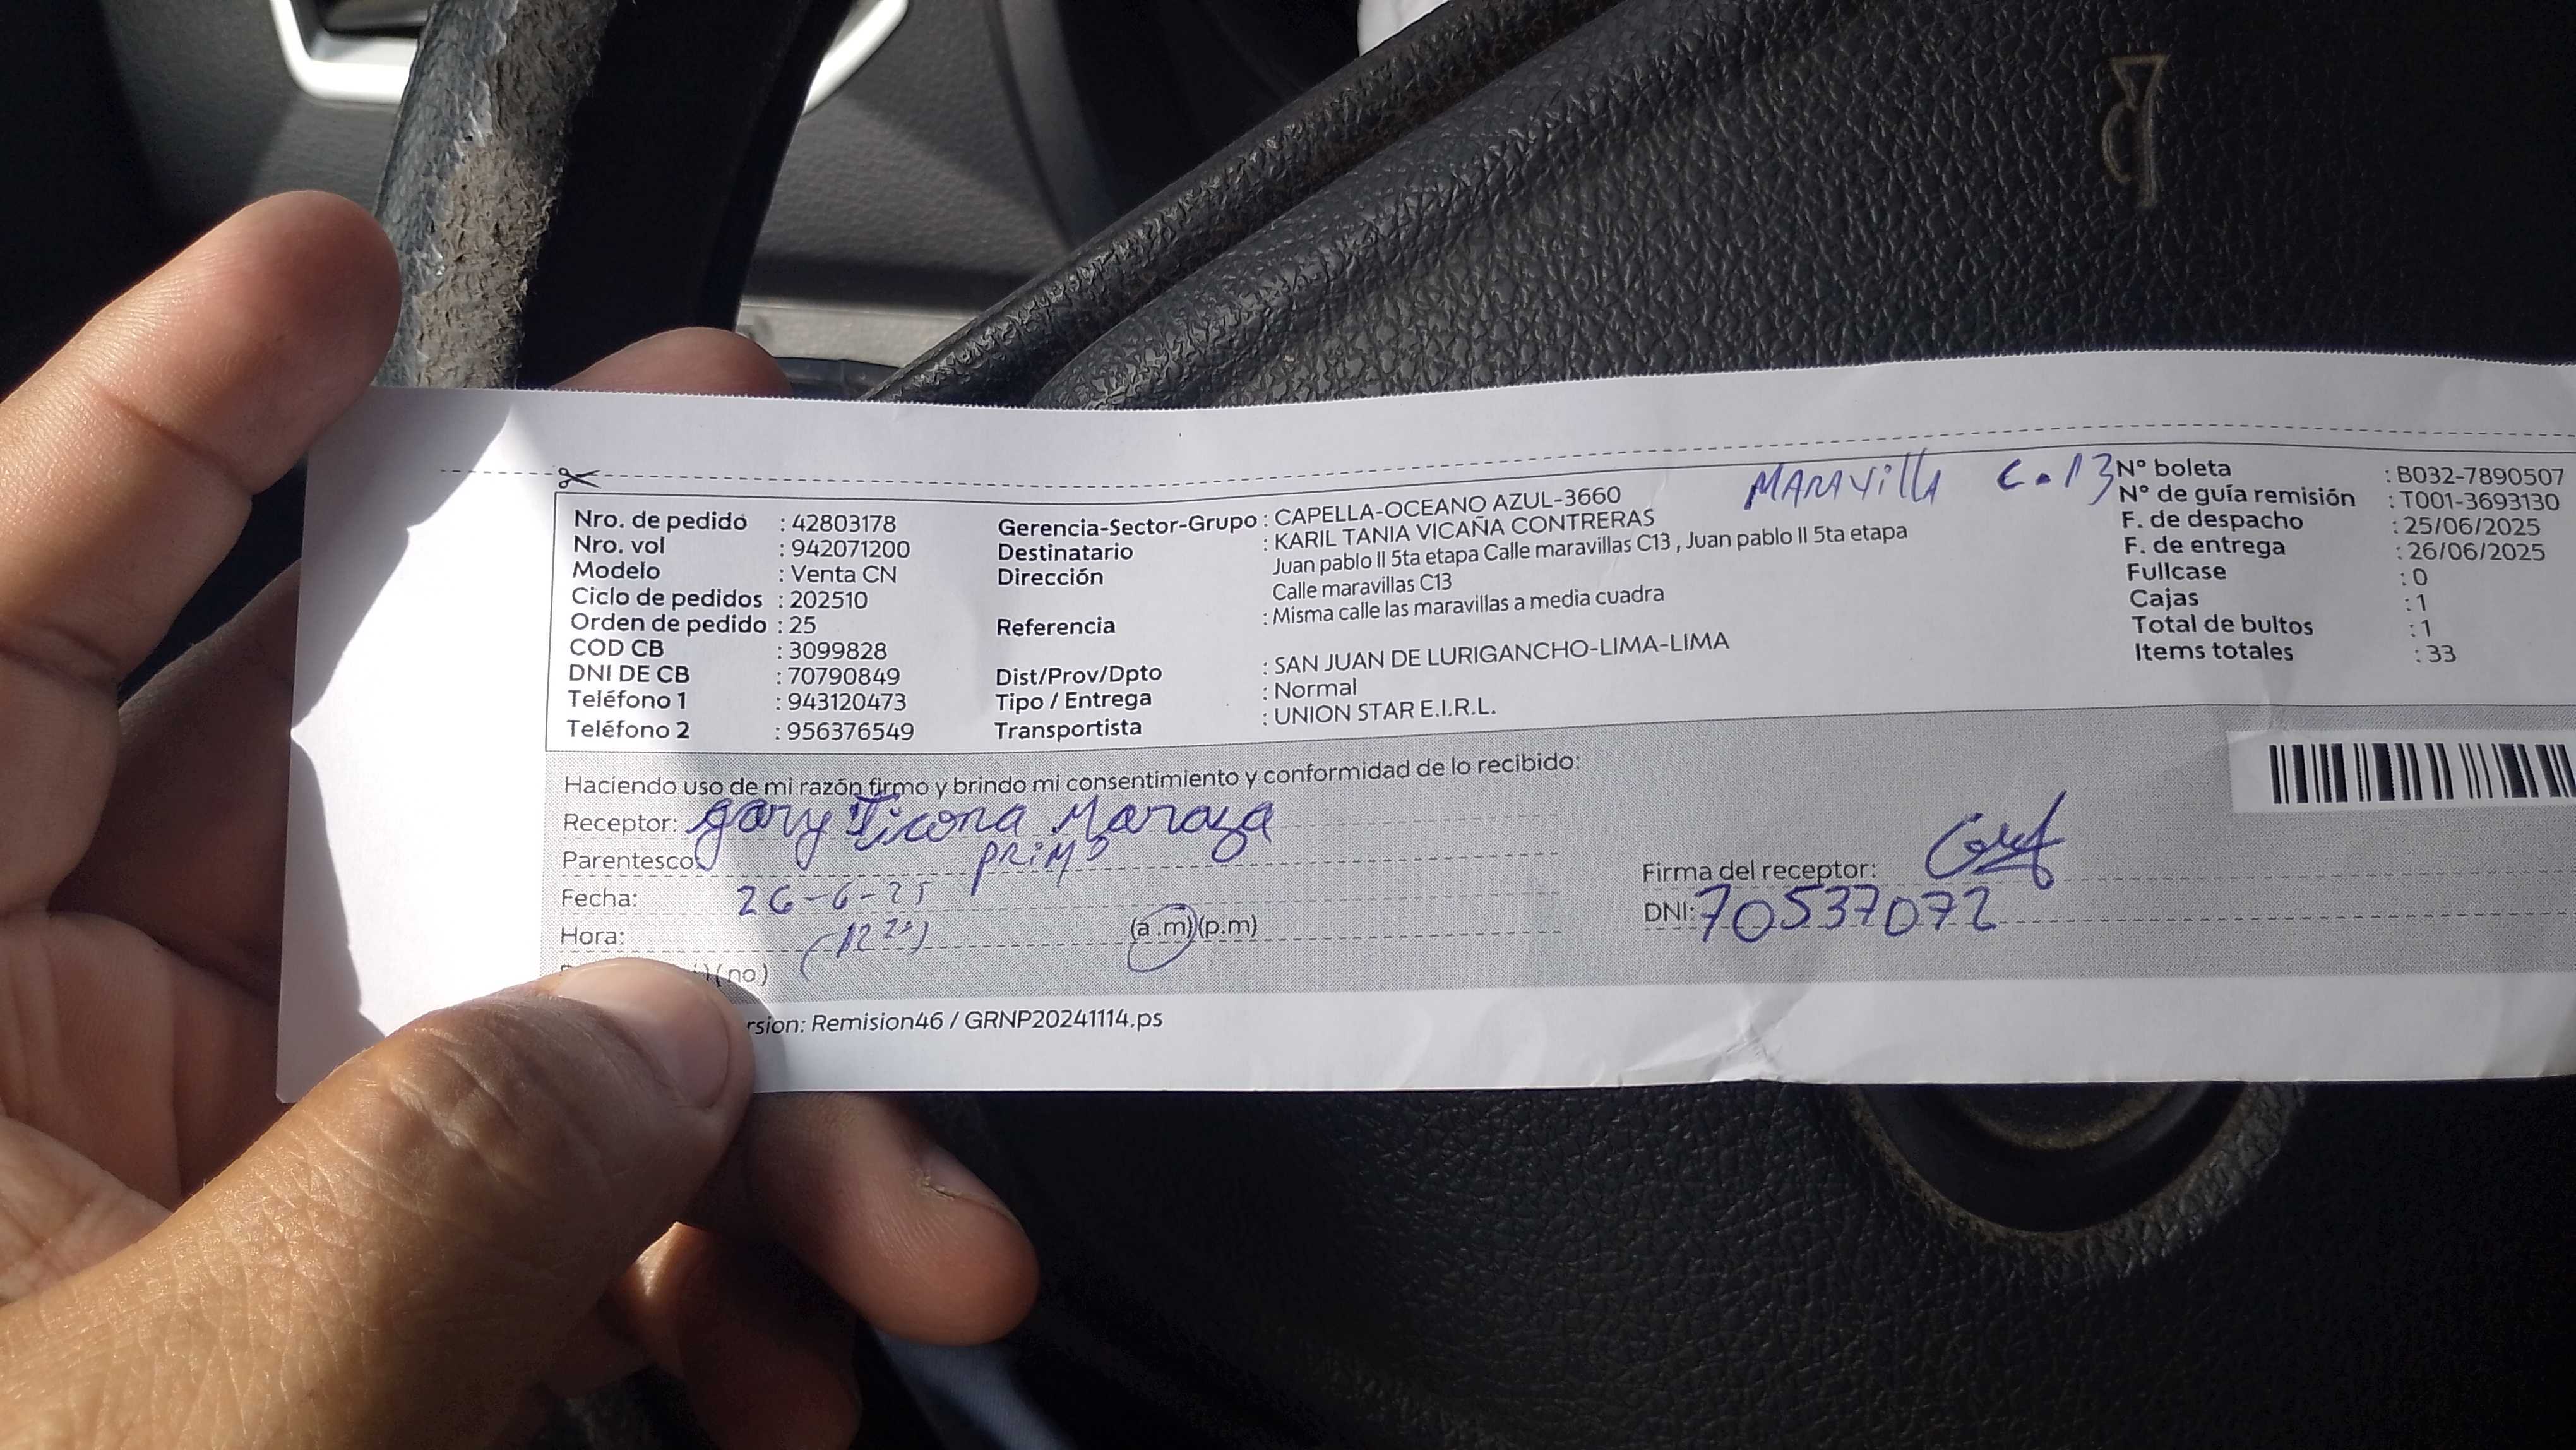 MARAVIllA C.13
Nro. de pedido : 42803178
Nro. vol : 942071200
Modelo : Venta CN
Ciclo de pedidos : 202510
Orden de pedido : 25
COD CB : 3099828
DNI DE CB : 70790849
Teléfono 1 : 943120473
Teléfono 2 : 956376549
Gerencia-Sector-Grupo : CAPELLA-OCEANO AZUL-3660
Destinatario : KARIL TANIA VICAÑA CONTRERAS
Dirección Juan pablo II 5ta etapa Calle maravillas C13 , Juan pablo II 5ta etapa
Calle maravillas C13
Referencia : Misma calle las maravillas a media cuadra
Dist/Prov/Dpto : SAN JUAN DE LURIGANCHO-LIMA-LIMA
Tipo / Entrega : Normal
Transportista : UNION STAR E.I.R.L.
N° boleta : B032-7890507
N° de guía remisión : T001-3693130
F. de despacho : 25/06/2025
F. de entrega : 26/06/2025
Fullcase : 0
Cajas : 1
Total de bultos : 1
Items totales : 33
Haciendo uso de mi razón firmo y brindo mi consentimiento y conformidad de lo recibido:
Receptor: gary Ticona Maraza
Parentesco PRiMO
Fecha: 26-6-25
Hora: (12 (a .m)(p.m)
(no)
Firma del receptor:
DNI: 70537072
rsion: Remision46 / GRNP20241114.ps